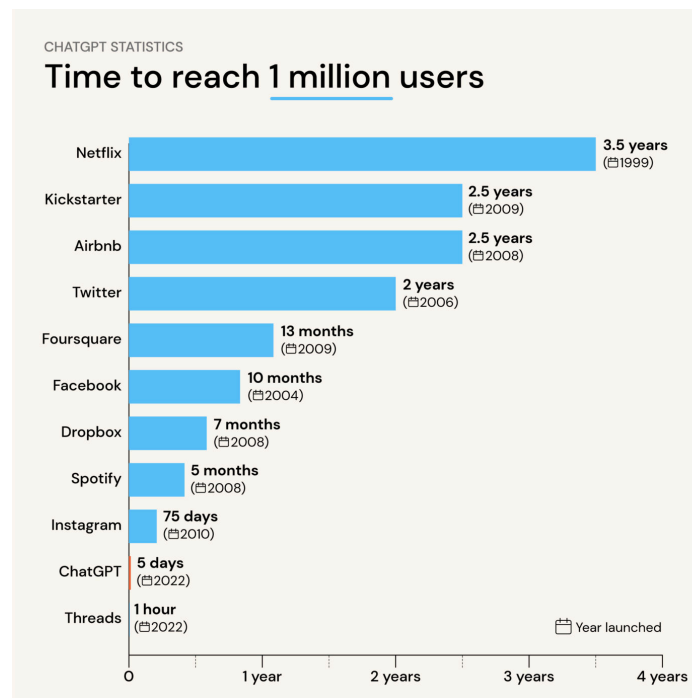 CHATGPT STATISTICS
Time to reach 1 million users
Netflix
3.5 years
(1999)
Kickstarter
2.5 years
(2009)
Airbnb
2.5 years
(2008)
Twitter
2 years
(2006)
Foursquare
13 months
(2009)
Facebook
10 months
(2004)
Dropbox
7 months
(2008)
Spotify
5 months
(2008)
Instagram
75 days
(2010)
ChatGPT
5 days
(2022)
Threads
1 hour
(2022)
Year launched
0 1 year 2 years 3 years 4 years